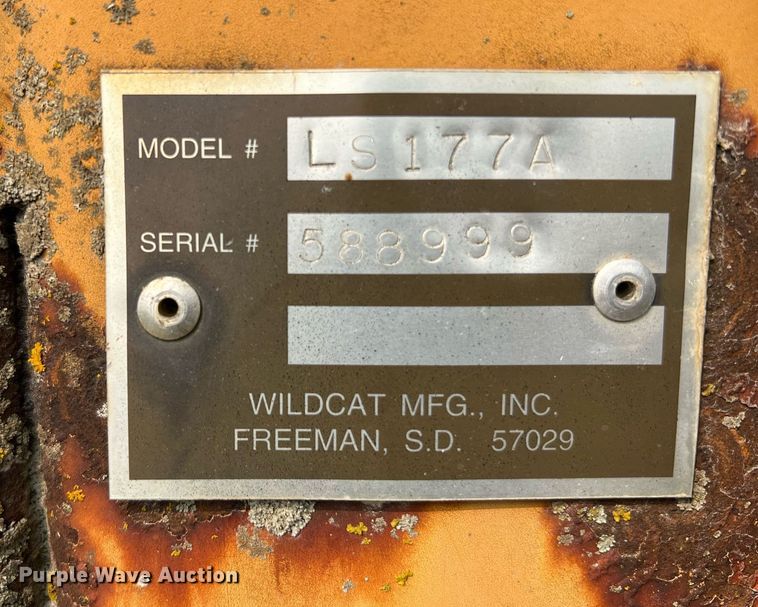 MODEL # LS177A
SERIAL # 588999
WILDCAT MFG., INC.
FREEMAN, S.D. 57029
Purple Wave Auction